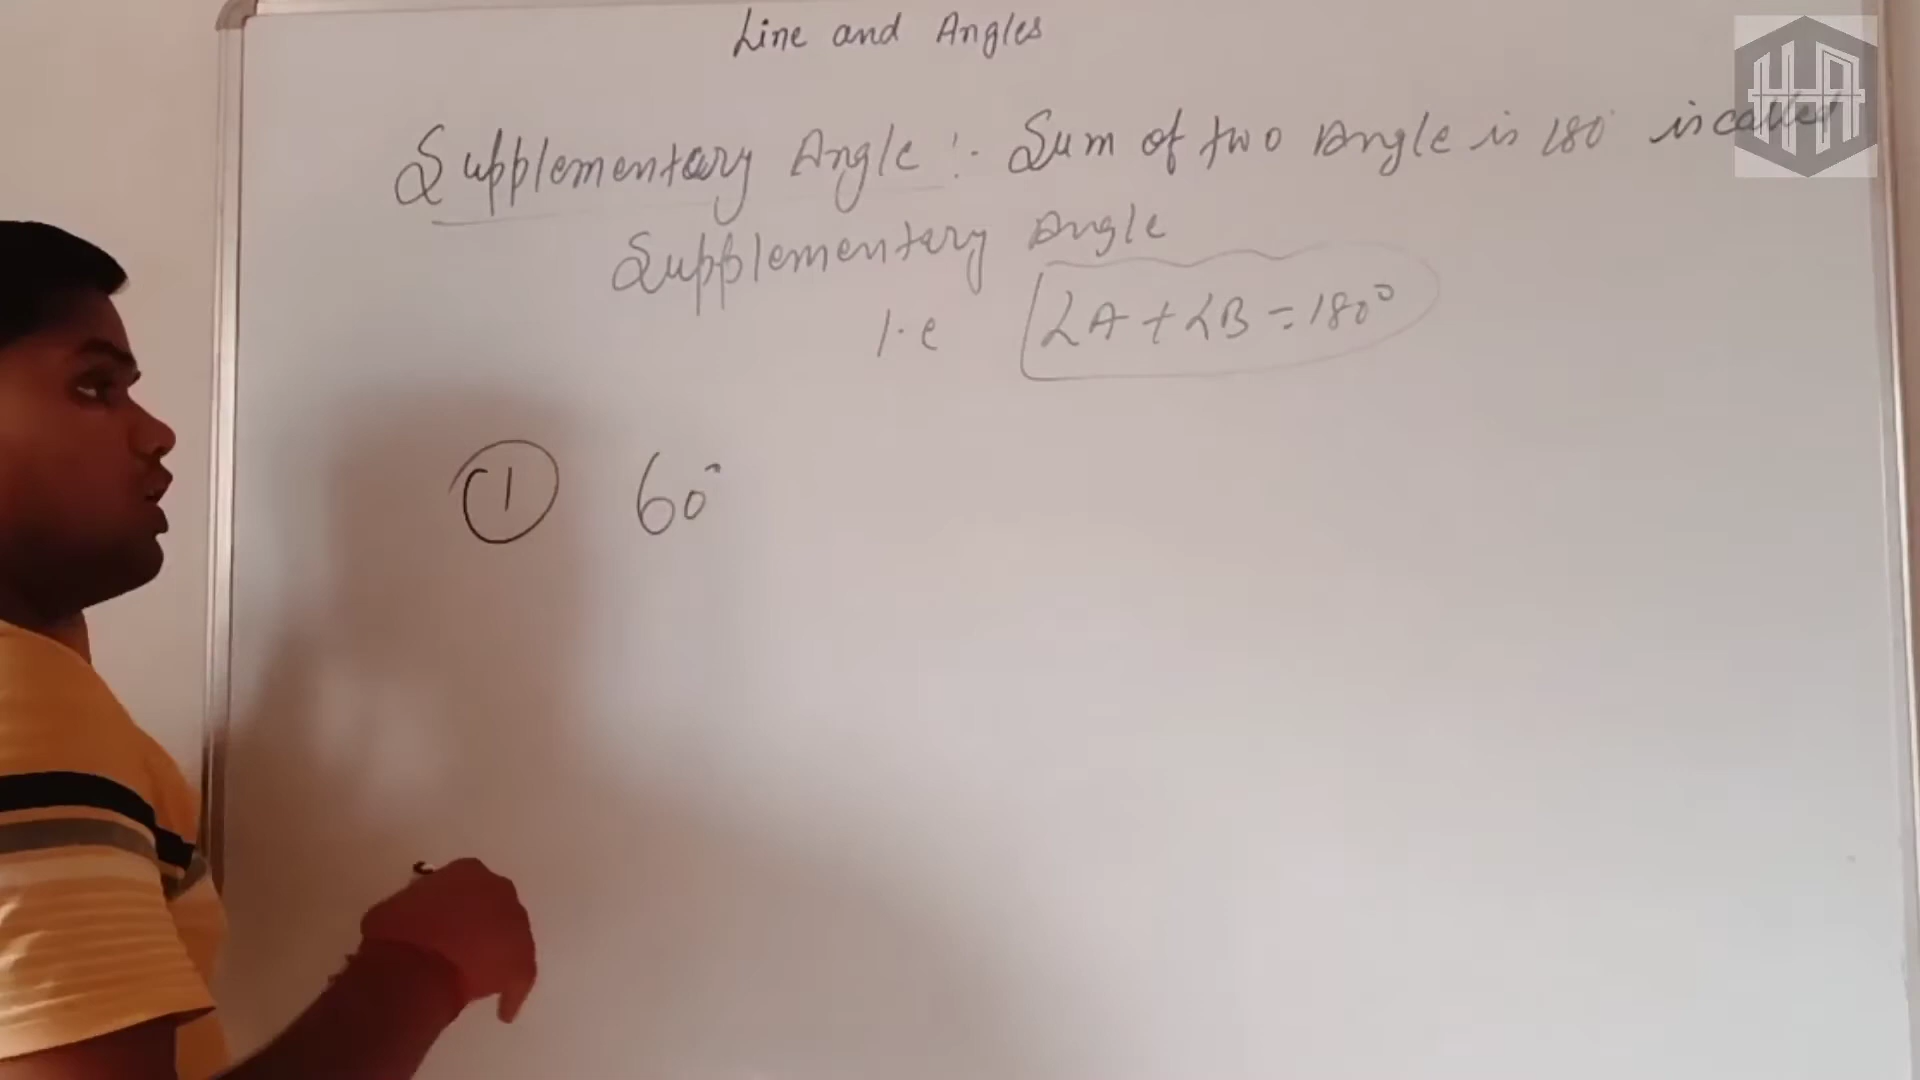 Line and Angles
Supplementary Angle :- Sum of two Angle is 180° is called
Supplementary Angle
i.e ∠A + ∠B = 180°
① 60°